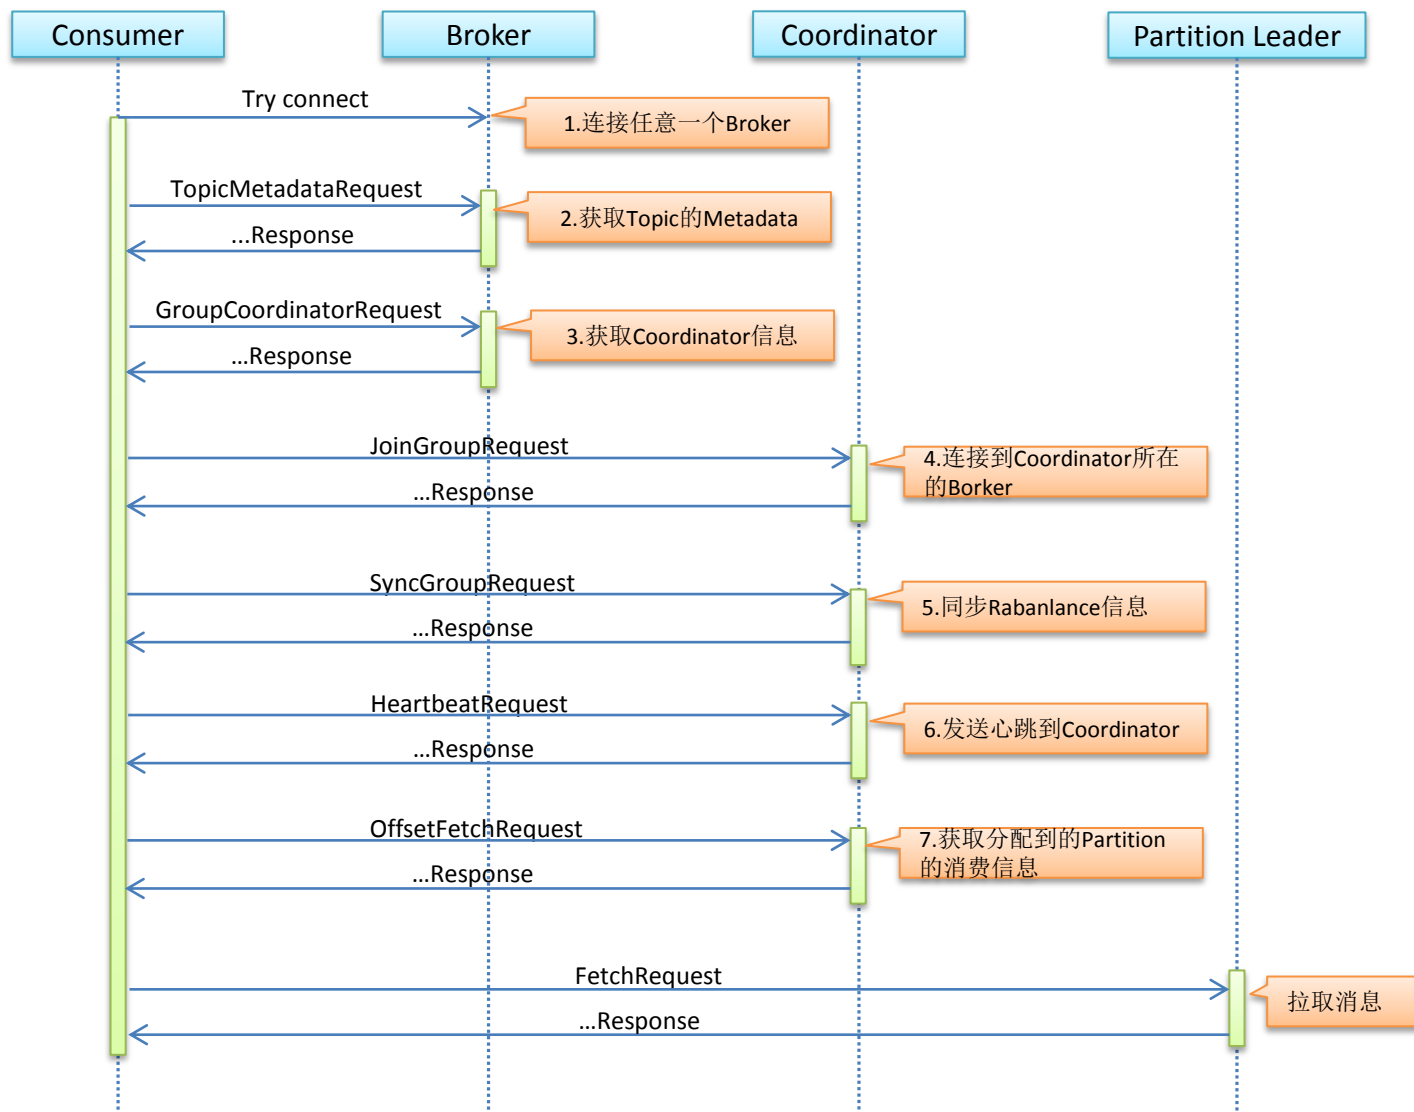 Consumer
Broker
Coordinator
Partition Leader
Try connect
1.连接任意一个Broker
TopicMetadataRequest
2.获取Topic的Metadata
...Response
GroupCoordinatorRequest
3.获取Coordinator信息
...Response
JoinGroupRequest
4.连接到Coordinator所在
的Borker
...Response
SyncGroupRequest
5.同步Rabanlance信息
...Response
HeartbeatRequest
6.发送心跳到Coordinator
...Response
OffsetFetchRequest
7.获取分配到的Partition
的消费信息
...Response
FetchRequest
拉取消息
...Response